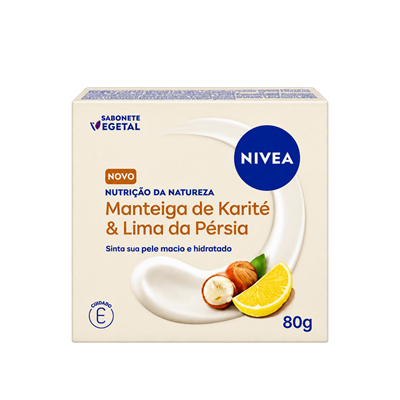 SABONETE
VEGETAL
NIVEA
NOVO
NUTRIÇÃO DA NATUREZA
Manteiga de Karité
& Lima da Pérsia
Sinta sua pele macia e hidratado
CUIDADO
E
80g